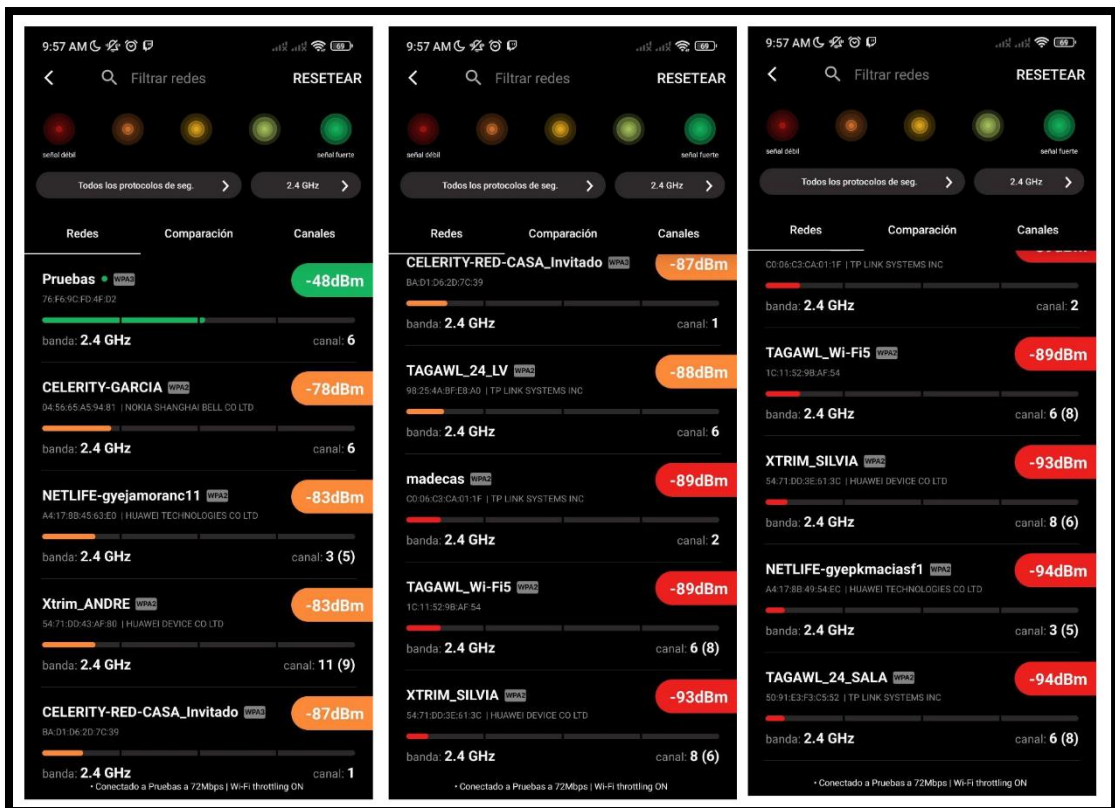 9:57 AM
69
Filtrar redes
RESETEAR
señal débil
señal fuerte
Todos los protocolos de seg.
2.4 GHz
Redes
Comparación
Canales
Pruebas • WPA3
-48dBm
76:F6:9C:FD:4F:D2
banda: 2.4 GHz
canal: 6
CELERITY-GARCIA WPA2
-78dBm
04:56:65:A5:94:81 | NOKIA SHANGHAI BELL CO LTD
banda: 2.4 GHz
canal: 6
NETLIFE-gyejamoranc11 WPA2
-83dBm
A4:17:8B:45:63:E0 | HUAWEI TECHNOLOGIES CO LTD
banda: 2.4 GHz
canal: 3 (5)
Xtrim_ANDRE WPA2
-83dBm
54:71:DD:43:AF:80 | HUAWEI DEVICE CO LTD
banda: 2.4 GHz
canal: 11 (9)
CELERITY-RED-CASA_Invitado WPA3
-87dBm
BA:D1:D6:2D:7C:39
banda: 2.4 GHz
canal: 1
• Conectado a Pruebas a 72Mbps | Wi-Fi throttling ON
9:57 AM
69
Filtrar redes
RESETEAR
señal débil
señal fuerte
Todos los protocolos de seg.
2.4 GHz
Redes
Comparación
Canales
CELERITY-RED-CASA_Invitado WPA3
-87dBm
BA:D1:D6:2D:7C:39
banda: 2.4 GHz
canal: 1
TAGAWL_24_LV WPA2
-88dBm
98:25:4A:BF:E8:A0 | TP LINK SYSTEMS INC
banda: 2.4 GHz
canal: 6
madecas WPA2
-89dBm
C0:06:C3:CA:01:1F | TP LINK SYSTEMS INC
banda: 2.4 GHz
canal: 2
TAGAWL_Wi-Fi5 WPA2
-89dBm
1C:11:52:9B:AF:54
banda: 2.4 GHz
canal: 6 (8)
XTRIM_SILVIA WPA2
-93dBm
54:71:DD:3E:61:3C | HUAWEI DEVICE CO LTD
banda: 2.4 GHz
canal: 8 (6)
• Conectado a Pruebas a 72Mbps | Wi-Fi throttling ON
9:57 AM
69
Filtrar redes
RESETEAR
señal débil
señal fuerte
Todos los protocolos de seg.
2.4 GHz
Redes
Comparación
Canales
C0:06:C3:CA:01:1F | TP LINK SYSTEMS INC
banda: 2.4 GHz
canal: 2
TAGAWL_Wi-Fi5 WPA2
-89dBm
1C:11:52:9B:AF:54
banda: 2.4 GHz
canal: 6 (8)
XTRIM_SILVIA WPA2
-93dBm
54:71:DD:3E:61:3C | HUAWEI DEVICE CO LTD
banda: 2.4 GHz
canal: 8 (6)
NETLIFE-gyepkmaciasf1 WPA2
-94dBm
A4:17:8B:49:54:EC | HUAWEI TECHNOLOGIES CO LTD
banda: 2.4 GHz
canal: 3 (5)
TAGAWL_24_SALA WPA2
-94dBm
50:91:E3:F3:C5:52 | TP LINK SYSTEMS INC
banda: 2.4 GHz
canal: 6 (8)
• Conectado a Pruebas a 72Mbps | Wi-Fi throttling ON